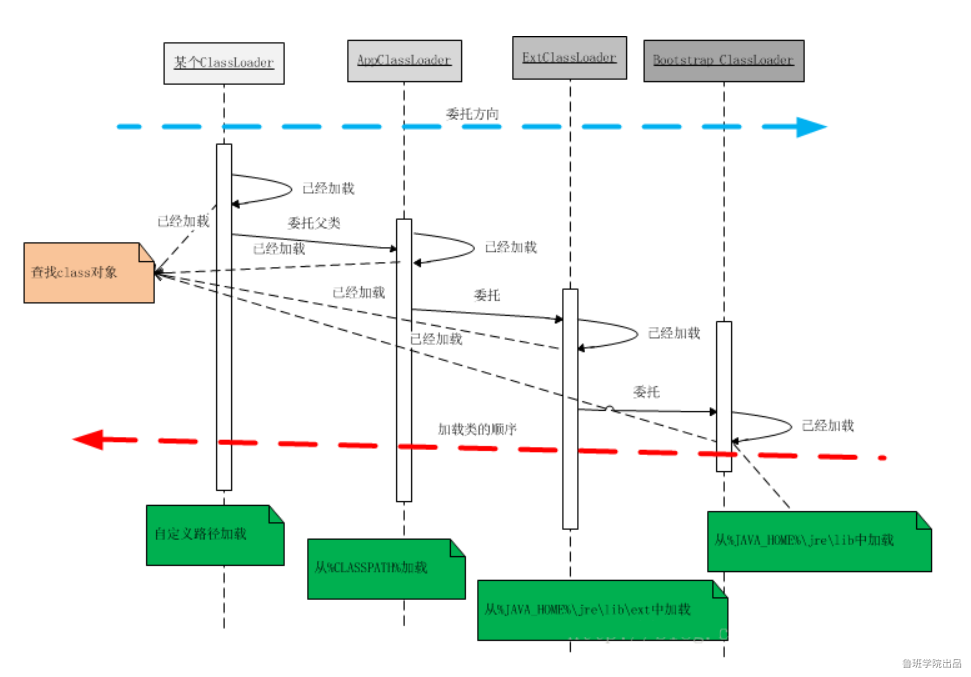 某个ClassLoader
AppClassLoader
ExtClassLoader
Bootstrap ClassLoader
委托方向
已经加载
已经加载
委托父类
已经加载
已经加载
查找class对象
已经加载
委托
已经加载
已经加载
委托
已经加载
加载类的顺序
自定义路径加载
从%CLASSPATH%加载
从%JAVA_HOME%\jre\lib中加载
从%JAVA_HOME%\jre\lib\ext中加载
鲁班学院出品